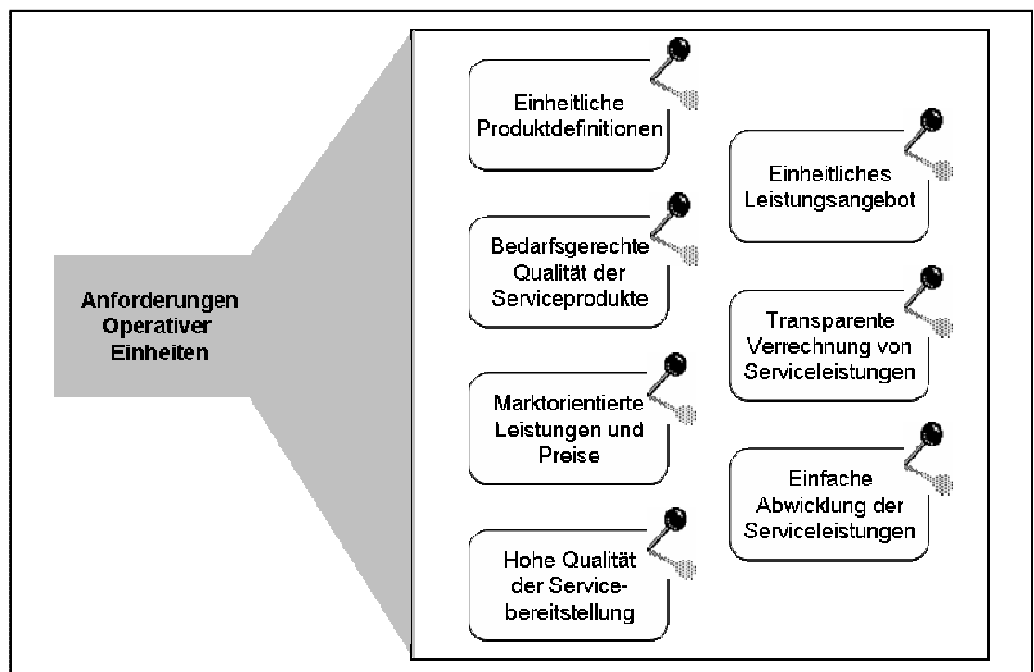 Anforderungen
Operativer
Einheiten
Einheitliche
Produktdefinitionen
Bedarfsgerechte
Qualität der
Serviceprodukte
Marktorientierte
Leistungen und
Preise
Hohe Qualität
der Service-
bereitstellung
Einheitliches
Leistungsangebot
Transparente
Verrechnung von
Serviceleistungen
Einfache
Abwicklung der
Serviceleistungen